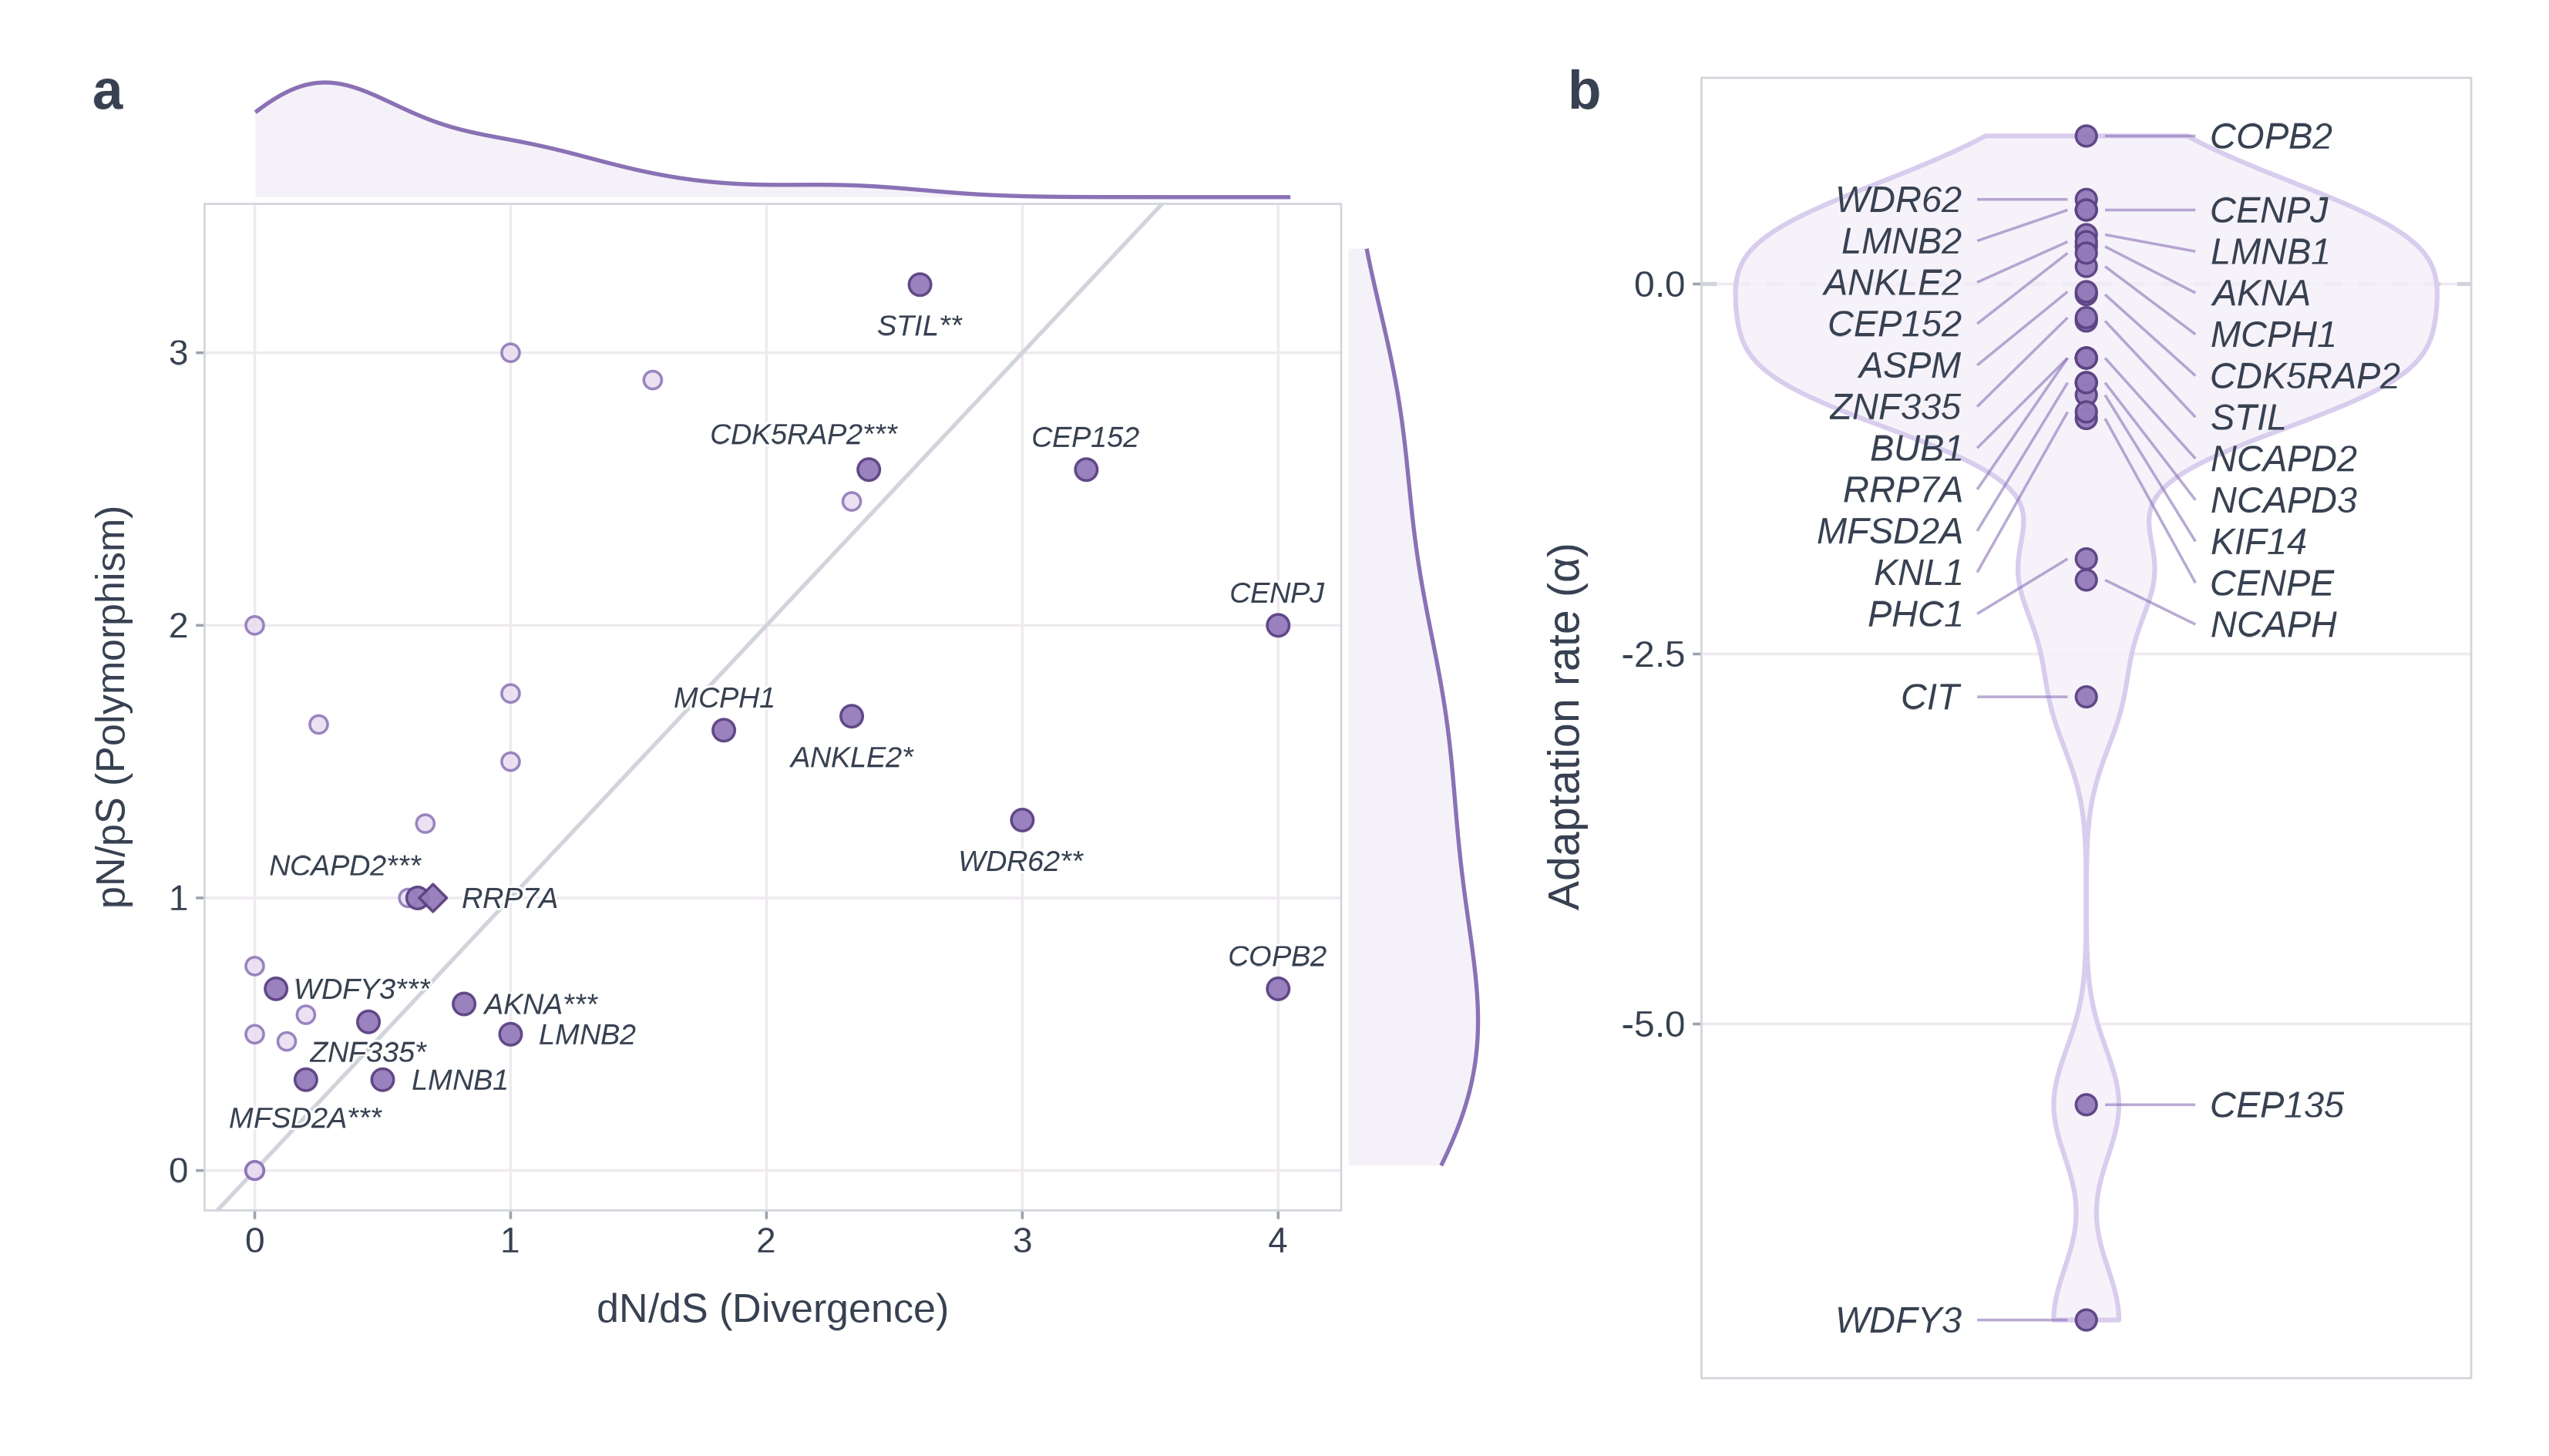 a
STIL**
CDK5RAP2***
CEP152
CENPJ
MCPH1
ANKLE2*
WDR62**
NCAPD2***
RRP7A
COPB2
WDFY3***
AKNA***
LMNB2
ZNF335*
LMNB1
MFSD2A***
3
2
1
0
0 1 2 3 4
pN/pS (Polymorphism)
dN/dS (Divergence)
b
Adaptation rate (α)
0.0
-2.5
-5.0
WDR62
LMNB2
ANKLE2
CEP152
ASPM
ZNF335
BUB1
RRP7A
MFSD2A
KNL1
PHC1
CIT
WDFY3
COPB2
CENPJ
LMNB1
AKNA
MCPH1
CDK5RAP2
STIL
NCAPD2
NCAPD3
KIF14
CENPE
NCAPH
CEP135